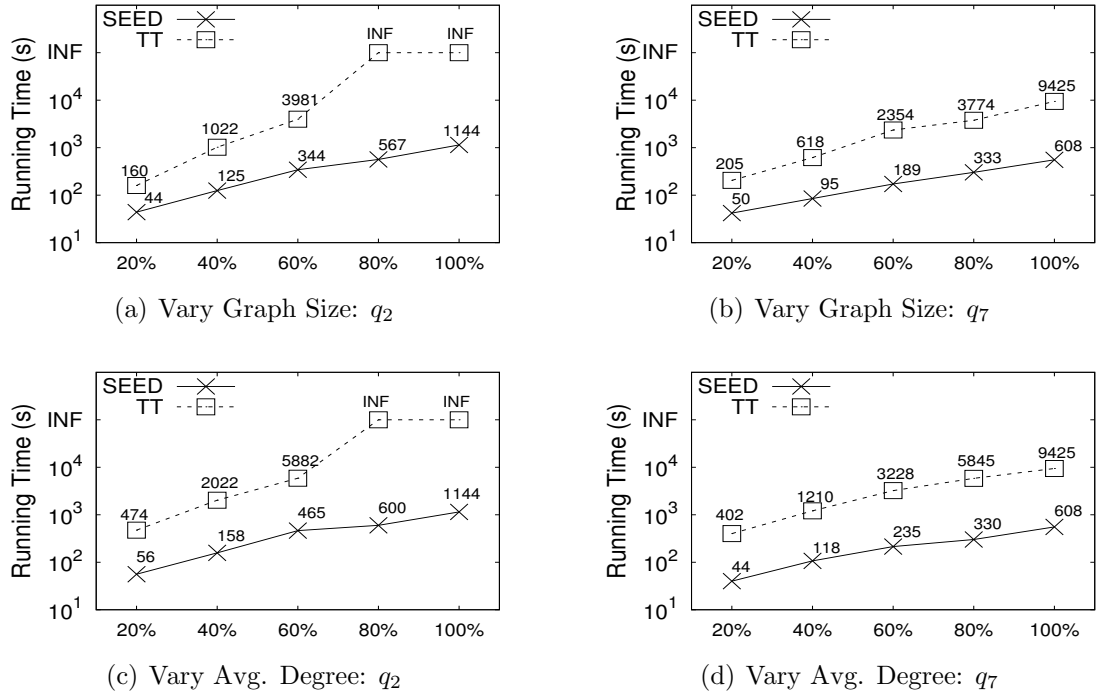 SEED
TT
Running Time (s)
INF
10^4
10^3
10^2
10^1
160
1022
3981
INF
INF
44
125
344
567
1144
20% 40% 60% 80% 100%
(a) Vary Graph Size: q_2
SEED
TT
Running Time (s)
INF
10^4
10^3
10^2
10^1
205
618
2354
3774
9425
50
95
189
333
608
20% 40% 60% 80% 100%
(b) Vary Graph Size: q_7
SEED
TT
Running Time (s)
INF
10^4
10^3
10^2
10^1
474
2022
5882
INF
INF
56
158
465
600
1144
20% 40% 60% 80% 100%
(c) Vary Avg. Degree: q_2
SEED
TT
Running Time (s)
INF
10^4
10^3
10^2
10^1
402
1210
3228
5845
9425
44
118
235
330
608
20% 40% 60% 80% 100%
(d) Vary Avg. Degree: q_7